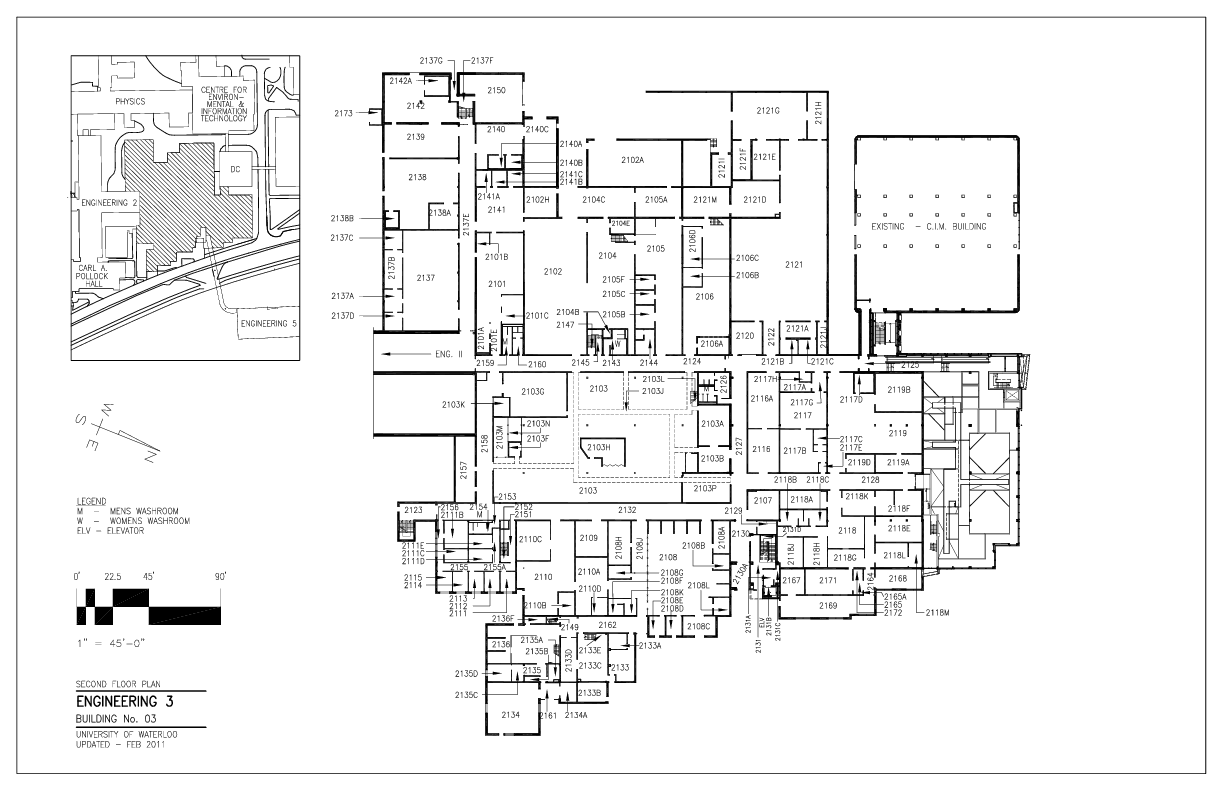 PHYSICS
CENTRE FOR
ENVIRON-
MENTAL &
INFORMATION
TECHNOLOGY
DC
ENGINEERING 2
CARL A.
POLLOCK
HALL
ENGINEERING 5
S W
E N
LEGEND
M – MENS WASHROOM
W – WOMENS WASHROOM
ELV – ELEVATOR
0' 22.5 45' 90'
1" = 45'-0"
SECOND FLOOR PLAN
ENGINEERING 3
BUILDING No. 03
UNIVERSITY OF WATERLOO
UPDATED – FEB 2011
2137G
2137F
2142A
2150
2142
2173
2139
2140
2140C
2140A
2140B
2141C
2141B
2138
2138A
2141A
2141
2137E
2138BB
2137C
2137B
2137
2137A
2137D
ENG. II
2102H
2104C
2102A
2105A
2121M
2121I
2121G
2121H
2121F
2121E
2121D
2101B
2102
2101
2101C
2101A
2101E
M
2159
2160
2104E
2104
2105
2106D
2106C
2106B
2105F
2105C
2105B
2104B
2147
W
2145
2143
2144
2106
2106A
2124
2121
2120
2122
2121A
2121J
2121B
2121C
EXISTING – C.I.M. BUILDING
2125
2103G
2103
2103L
2103J
M
2126
2103K
2103N
2103M
2103F
2103H
2103A
2103B
2103P
2103
2158
2157
2127
2117H
2117A
2116A
2117G
2117
2117D
2119B
2119
2117C
2117E
2116
2117B
2119D
2119A
2128
2118B
2118C
2107
2118A
2118K
2118F
2118E
2118
2118J
2118H
2118G
2118L
2118M
2153
2123
2156
2111B
2154
M
2152
2151
2111E
2111C
2111D
2155
2155A
2115
2114
2113
2112
2111
2132
2110C
2109
2108H
2108J
2108
2108B
2108A
2110
2110A
2108G
2108F
2110D
2108K
2108E
2108D
2108L
2108C
2110B
2129
2130
2131D
2130A
2167
2171
2164
2168
2165A
2165
2172
2169
2131A
2131
ELV
2131B
2131C
2136F
2149
2162
2136
2135A
2135B
2133E
2133A
2133D
2133C
2133
2135D
2135
2135C
2133B
2134
2161
2134A